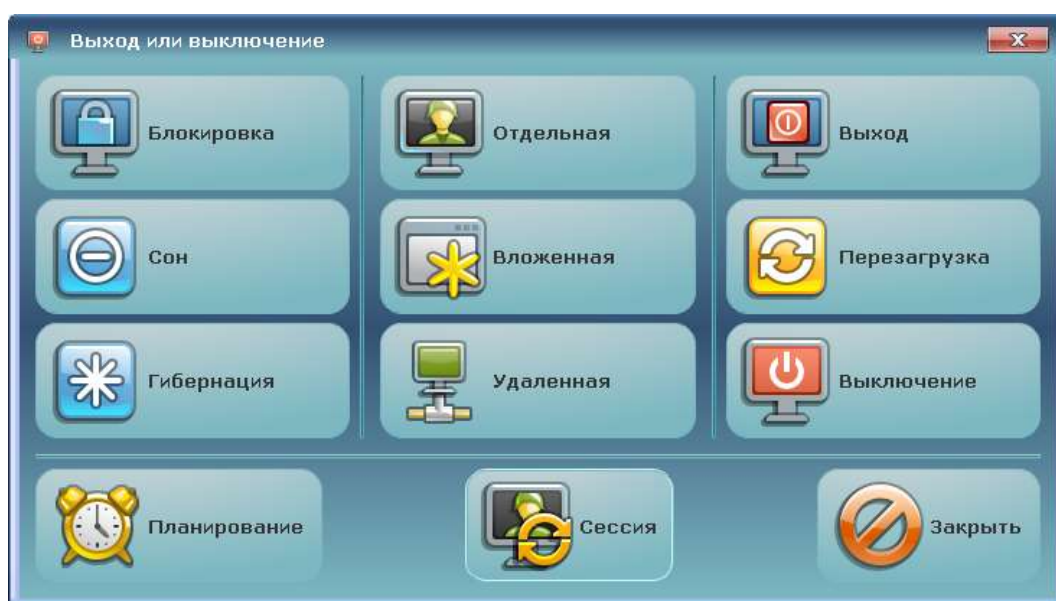 Выход или выключение
Блокировка
Отдельная
Выход
Сон
Вложенная
Перезагрузка
Гибернация
Удаленная
Выключение
Планирование
Сессия
Закрыть